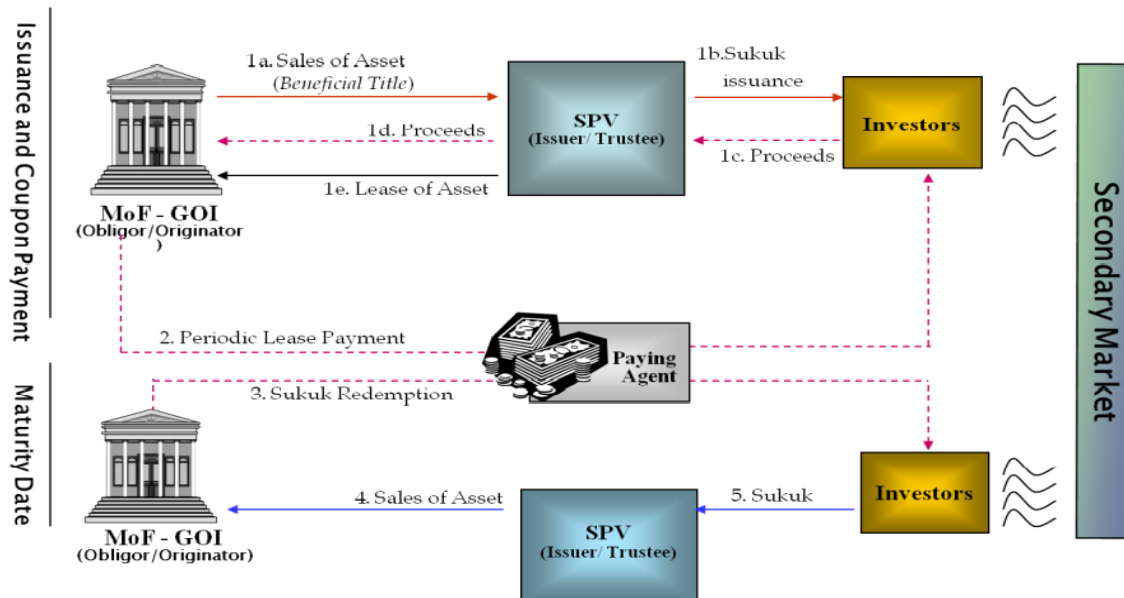 Issuance and Coupon Payment
1a. Sales of Asset
(Beneficial Title)
1b.Sukuk
issuance
SPV
(Issuer/ Trustee)
Investors
1d. Proceeds
1c. Proceeds
1e. Lease of Asset
MoF - GOI
(Obligor/Originator
)
Secondary Market
2. Periodic Lease Payment
Paying
Agent
Maturity Date
3. Sukuk Redemption
4. Sales of Asset
5. Sukuk
Investors
SPV
(Issuer/ Trustee)
MoF - GOI
(Obligor/Originator)